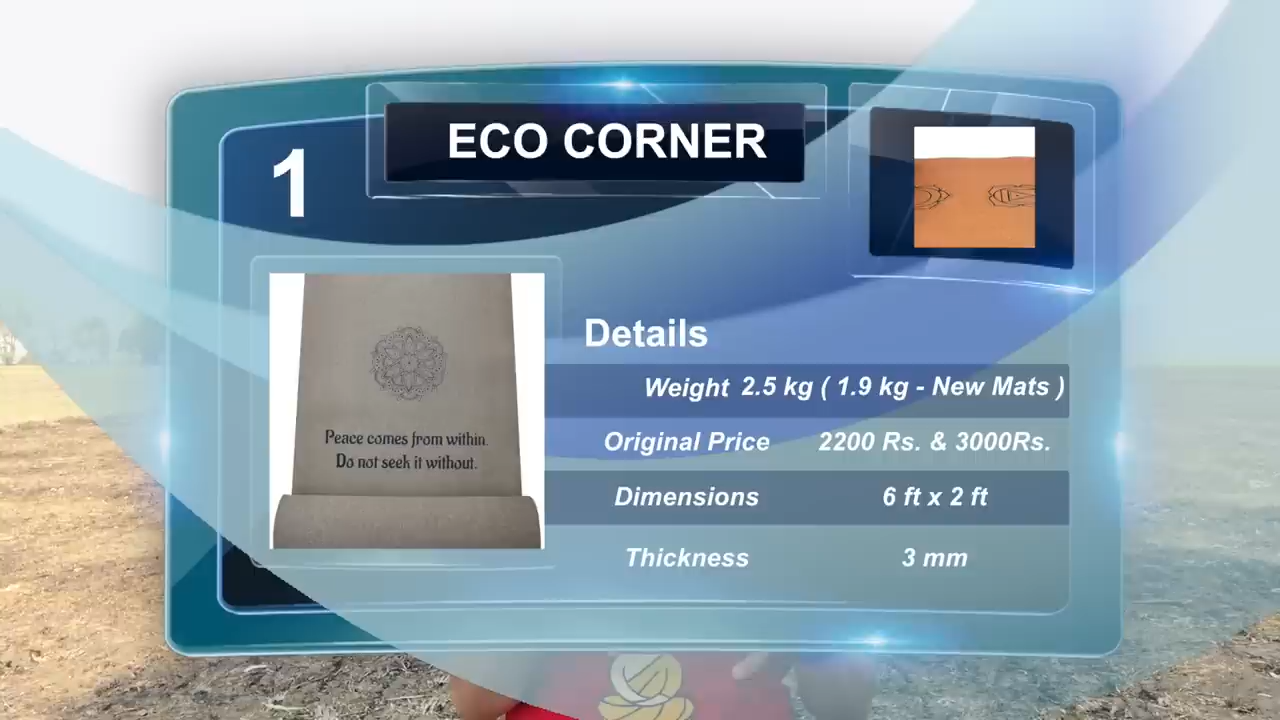 1
ECO CORNER
Peace comes from within.
Do not seek it without.
Details
Weight 2.5 kg ( 1.9 kg - New Mats )
Original Price 2200 Rs. & 3000Rs.
Dimensions 6 ft x 2 ft
Thickness 3 mm